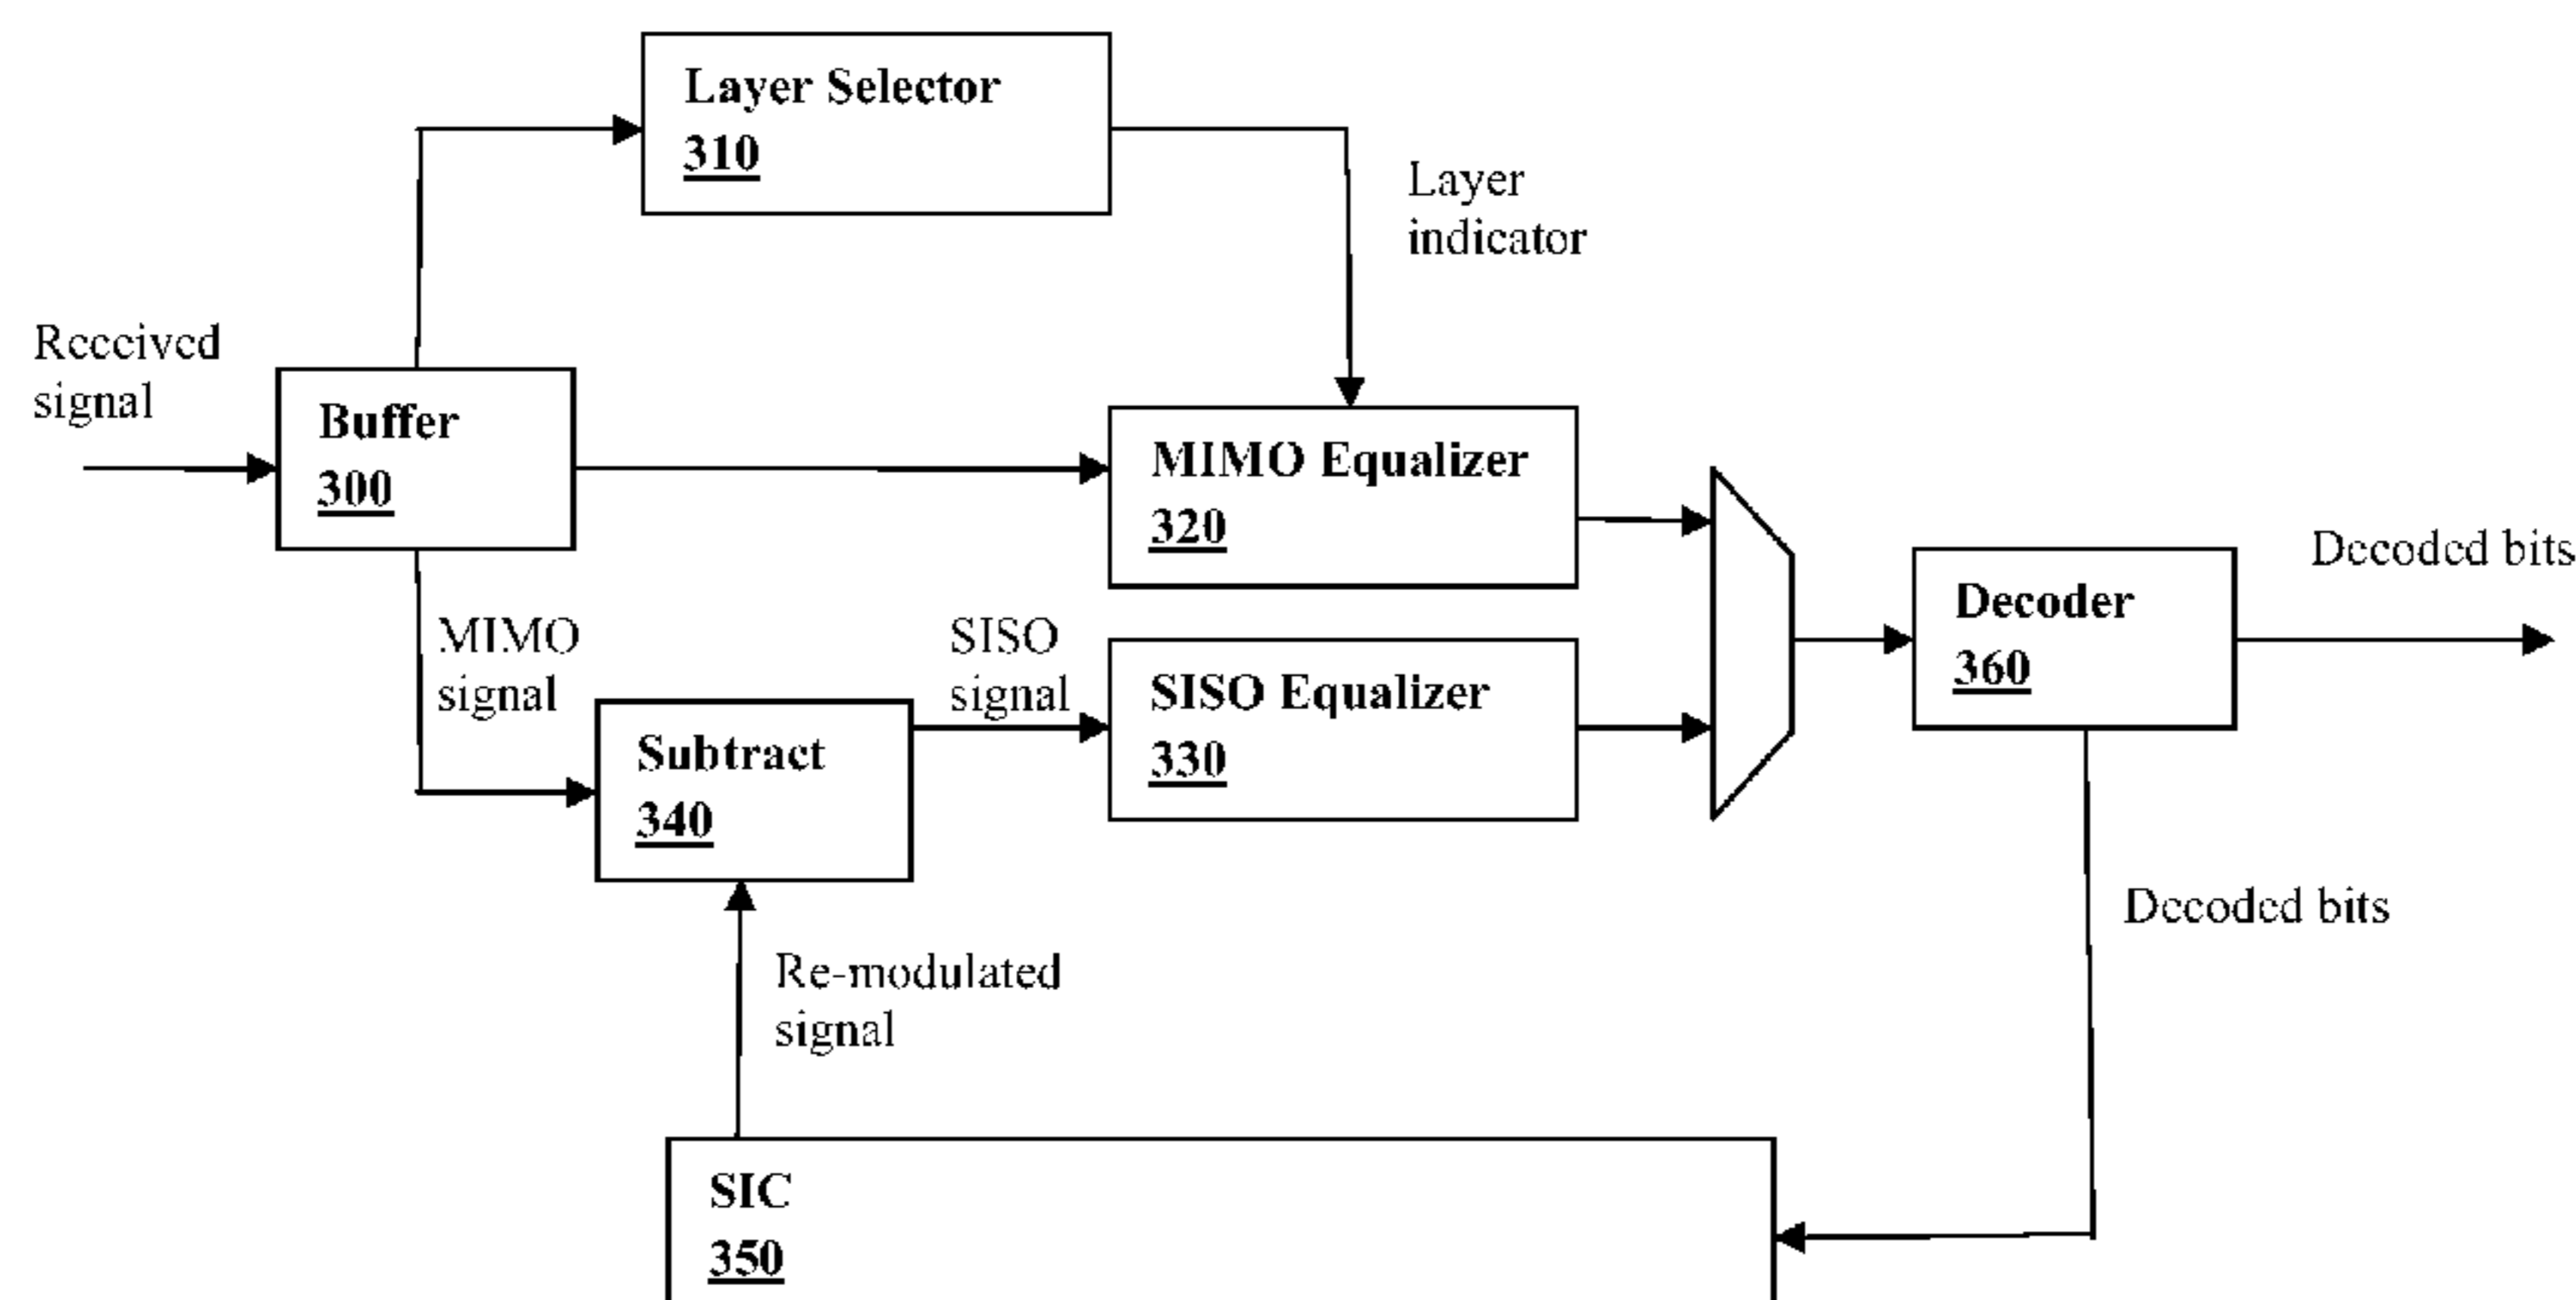 Layer Selector
310
Layer
indicator
Received
signal
Buffer
300
MIMO Equalizer
320
Decoded bits
Decoder
360
MIMO
signal
SISO
signal
SISO Equalizer
330
Subtract
340
Decoded bits
Re-modulated
signal
SIC
350